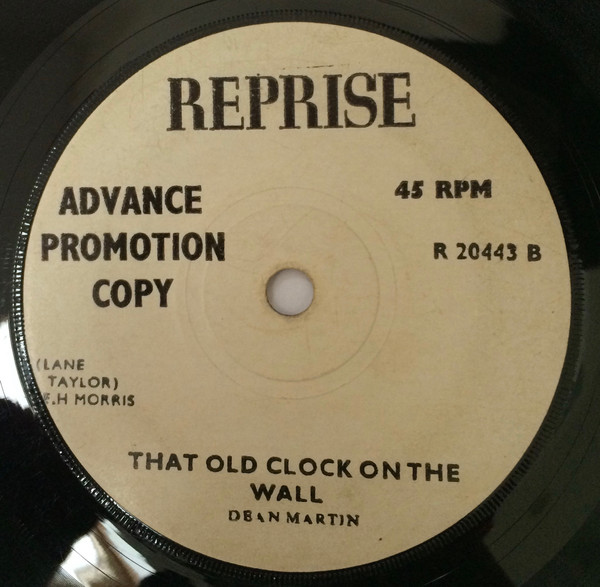 REPRISE
ADVANCE
PROMOTION
COPY
45 RPM
R 20443 B
(LANE
TAYLOR)
E.H MORRIS
THAT OLD CLOCK ON THE
WALL
DEAN MARTIN